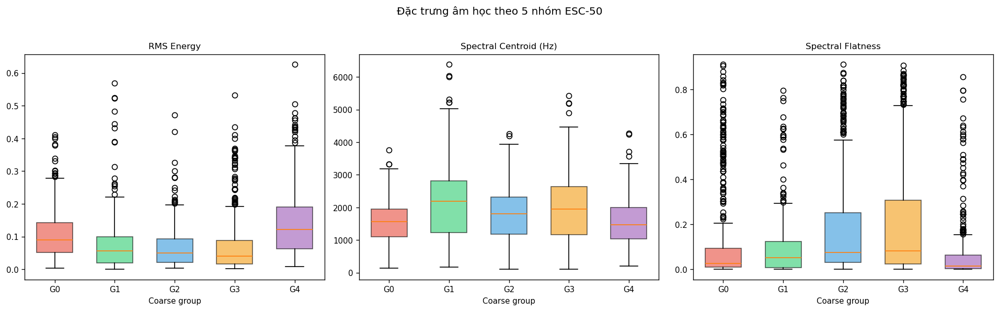 Đặc trưng âm học theo 5 nhóm ESC-50
RMS Energy
0.6
0.5
0.4
0.3
0.2
0.1
0.0
G0 G1 G2 G3 G4
Coarse group
Spectral Centroid (Hz)
6000
5000
4000
3000
2000
1000
0
G0 G1 G2 G3 G4
Coarse group
Spectral Flatness
0.8
0.6
0.4
0.2
0.0
G0 G1 G2 G3 G4
Coarse group